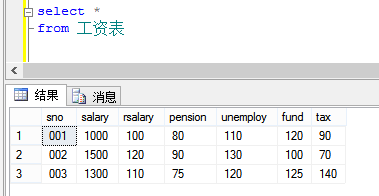 select *
from 工资表
结果 消息
sno salary rsalary pension unemploy fund tax
1 001 1000 100 80 110 120 90
2 002 1500 120 90 130 100 70
3 003 1300 110 75 120 125 140